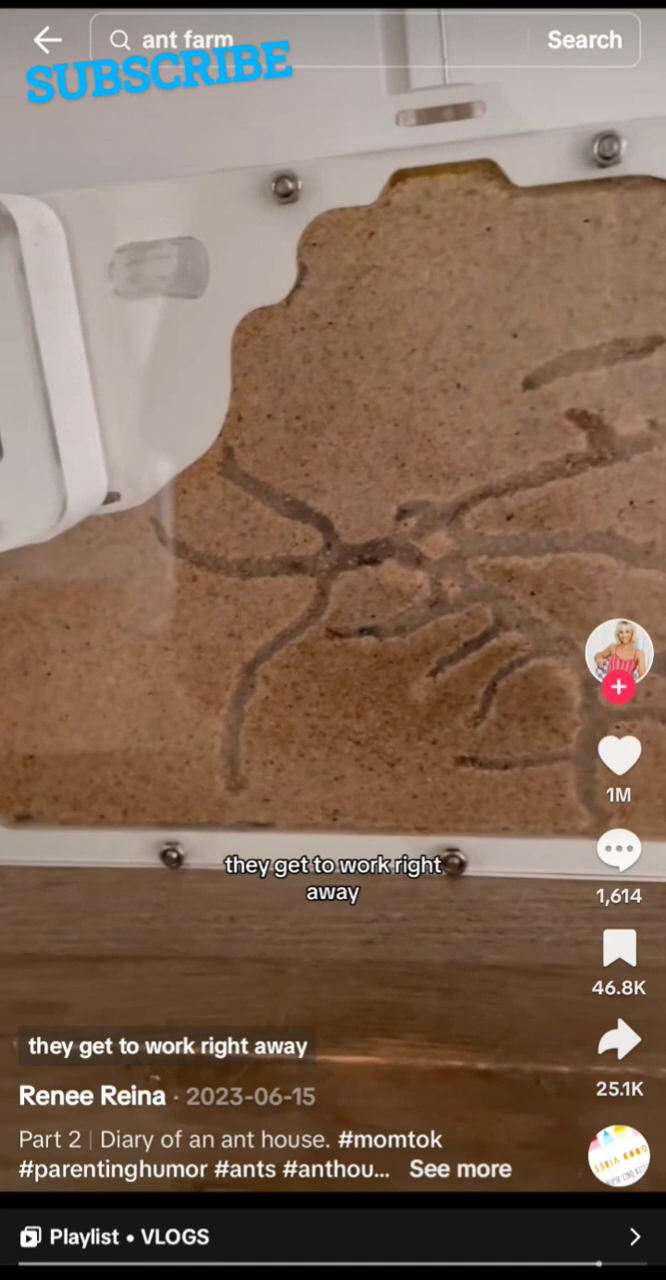 ant farm
Search
SUBSCRIBE
they get to work right
away
they get to work right away
Renee Reina · 2023-06-15
Part 2 | Diary of an ant house. #momtok
#parentinghumor #ants #anthou... See more
1M
1,614
46.8K
25.1K
GOOD VIBES
Playlist • VLOGS